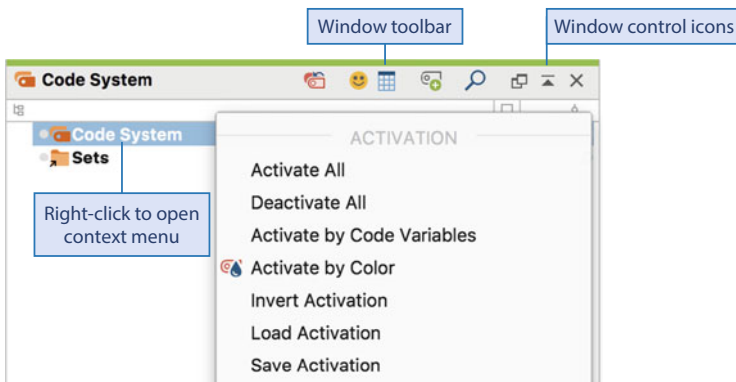 Window toolbar
Window control icons
Code System
Code System
ACTIVATION
Sets
Activate All
Right-click to open
context menu
Deactivate All
Activate by Code Variables
Activate by Color
Invert Activation
Load Activation
Save Activation